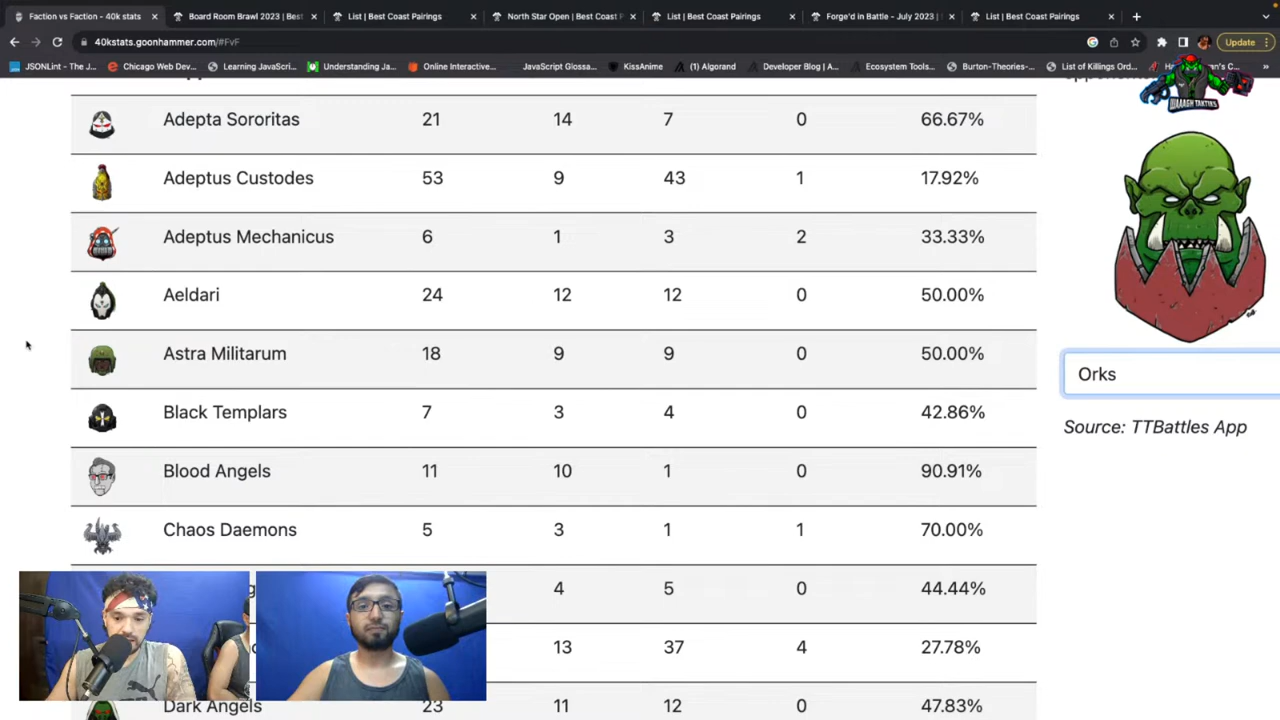 Faction vs Faction - 40k stats
Board Room Brawl 2023 | Best
List | Best Coast Pairings
North Star Open | Best Coast P
List | Best Coast Pairings
Forge'd in Battle - July 2023 |
List | Best Coast Pairings
40kstats.goonhammer.com/#FvF
Update
JSONLint - The J...
Chicago Web Dev...
Learning JavaScri...
Understanding Ja...
Online Interactive...
JavaScript Glossa...
KissAnime
(1) Algorand
Developer Blog | A...
Ecosystem Tools...
Burton-Theories-...
List of Killings Ord...
WAAAGH TAKTIKS
Adepta Sororitas 21 14 7 0 66.67%
Adeptus Custodes 53 9 43 1 17.92%
Adeptus Mechanicus 6 1 3 2 33.33%
Aeldari 24 12 12 0 50.00%
Astra Militarum 18 9 9 0 50.00%
Black Templars 7 3 4 0 42.86%
Blood Angels 11 10 1 0 90.91%
Chaos Daemons 5 3 1 1 70.00%
4 5 0 44.44%
13 37 4 27.78%
Dark Angels 23 11 12 0 47.83%
Orks
Source: TTBattles App